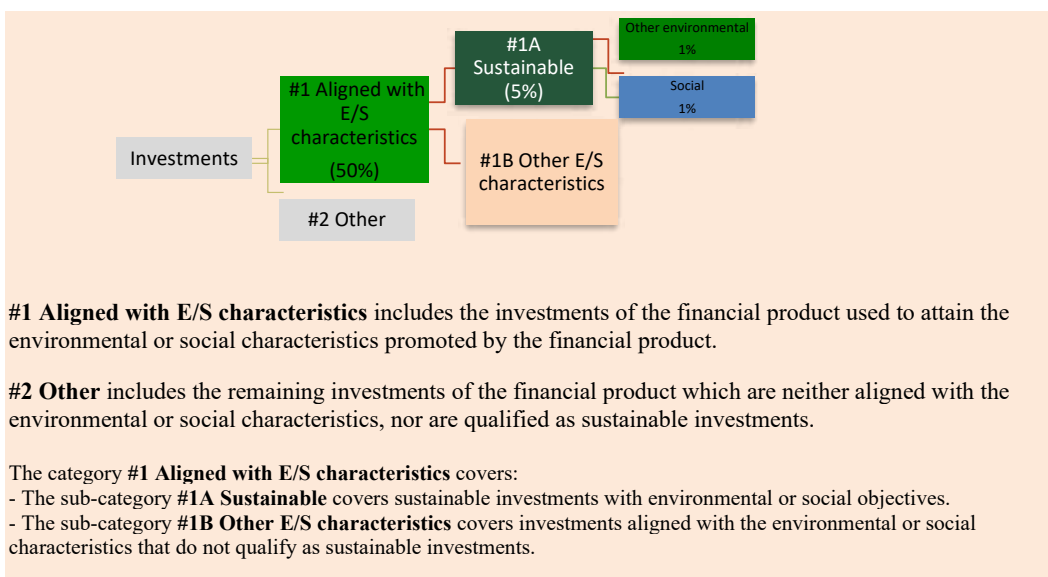 Other environmental
1%
#1A
Sustainable
(5%)
Social
1%
#1 Aligned with
E/S
characteristics
(50%)
Investments
#1B Other E/S
characteristics
#2 Other
#1 Aligned with E/S characteristics includes the investments of the financial product used to attain the
environmental or social characteristics promoted by the financial product.
#2 Other includes the remaining investments of the financial product which are neither aligned with the
environmental or social characteristics, nor are qualified as sustainable investments.
The category #1 Aligned with E/S characteristics covers:
- The sub-category #1A Sustainable covers sustainable investments with environmental or social objectives.
- The sub-category #1B Other E/S characteristics covers investments aligned with the environmental or social
characteristics that do not qualify as sustainable investments.